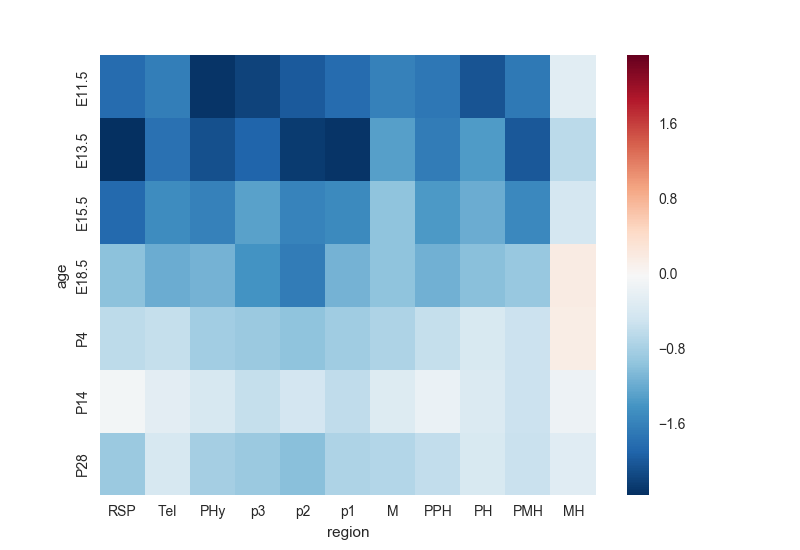 age
E11.5
E13.5
E15.5
E18.5
P4
P14
P28
RSP Tel PHy p3 p2 p1 M PPH PH PMH MH
region
1.6
0.8
0.0
−0.8
−1.6